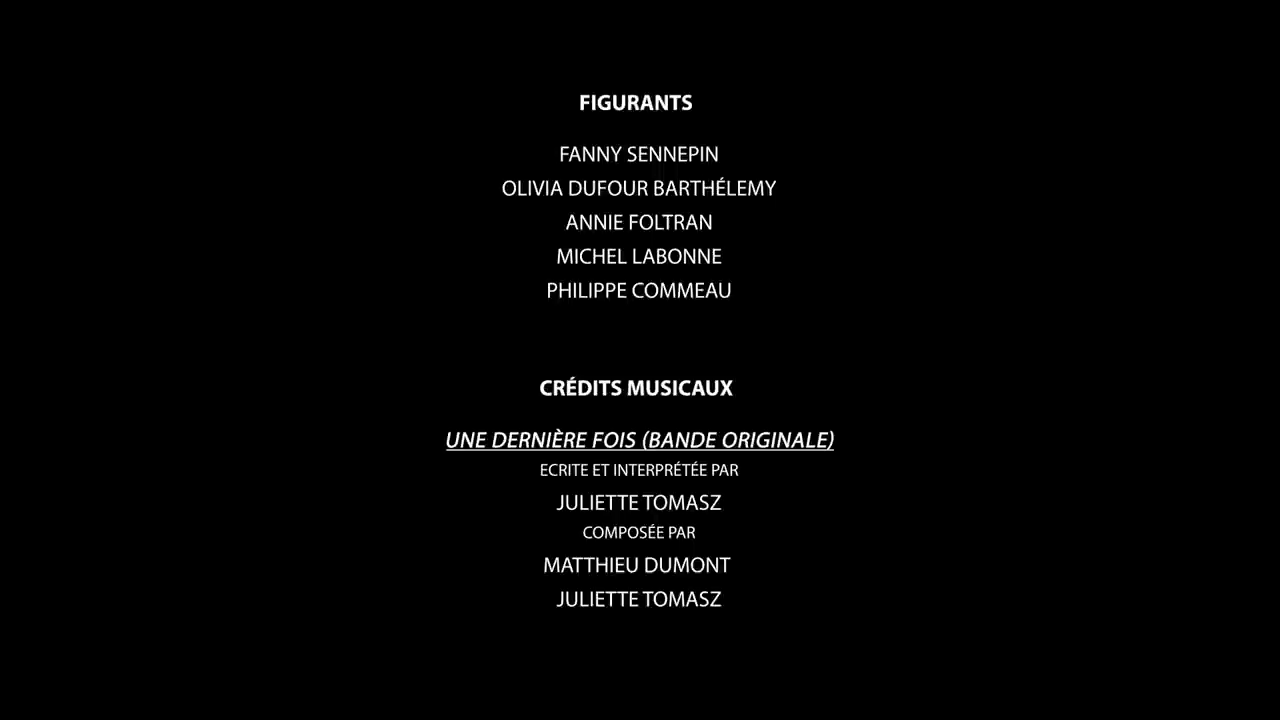 FIGURANTS
FANNY SENNEPIN
OLIVIA DUFOUR BARTHÉLEMY
ANNIE FOLTRAN
MICHEL LABONNE
PHILIPPE COMMEAU
CRÉDITS MUSICAUX
UNE DERNIÈRE FOIS (BANDE ORIGINALE)
ECRITE ET INTERPRÉTÉE PAR
JULIETTE TOMASZ
COMPOSÉE PAR
MATTHIEU DUMONT
JULIETTE TOMASZ